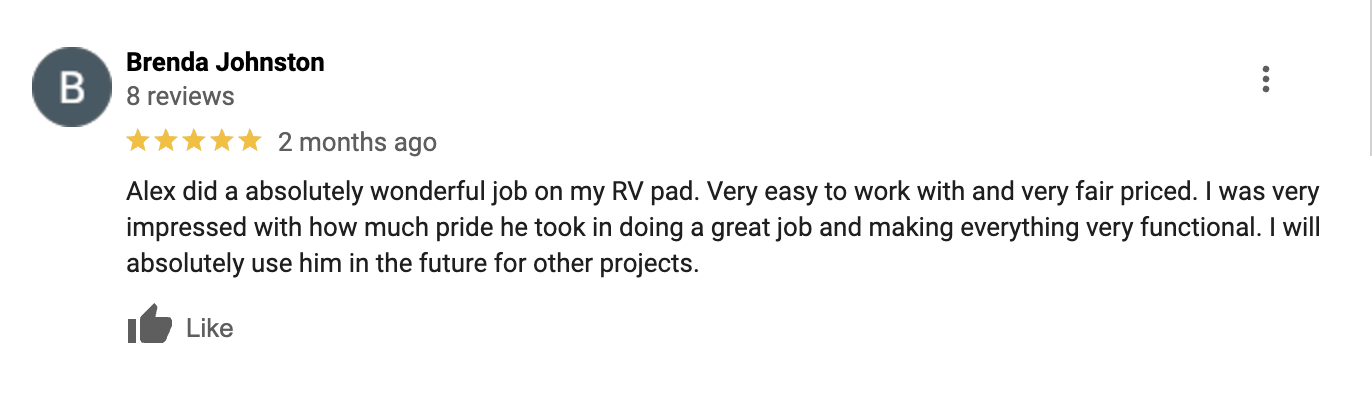 B
Brenda Johnston
8 reviews
2 months ago
Alex did a absolutely wonderful job on my RV pad. Very easy to work with and very fair priced. I was very
impressed with how much pride he took in doing a great job and making everything very functional. I will
absolutely use him in the future for other projects.
Like